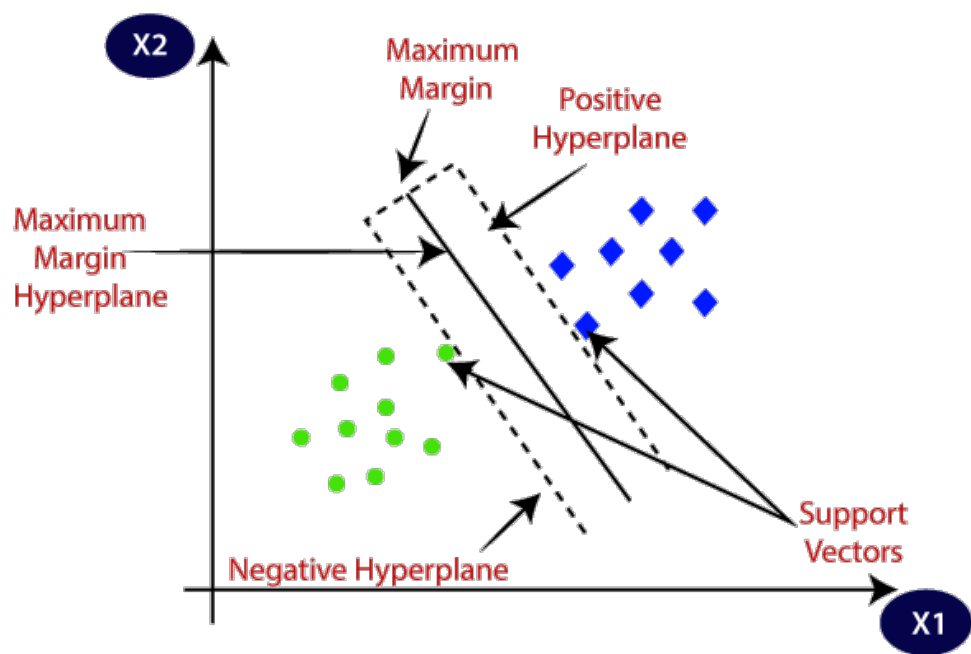 X2
Maximum
Margin
Positive
Hyperplane
Maximum
Margin
Hyperplane
Support
Vectors
Negative Hyperplane
X1